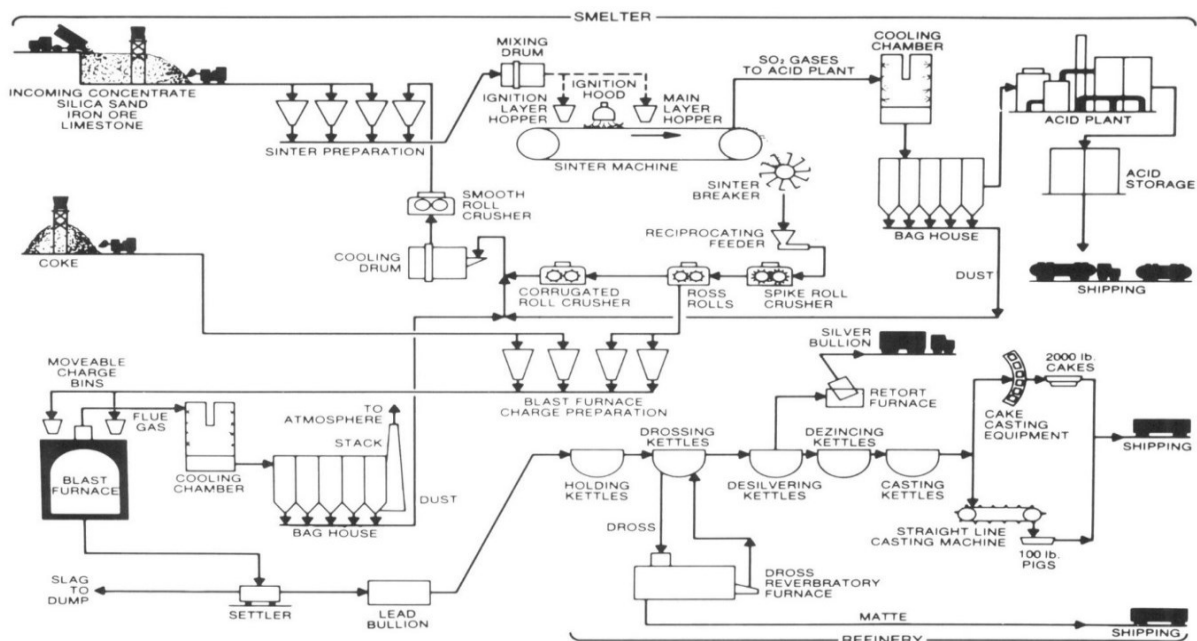 SMELTER
INCOMING CONCENTRATE
SILICA SAND
IRON ORE
LIMESTONE
SINTER PREPARATION
MIXING
DRUM
IGNITION
LAYER
HOPPER
IGNITION
HOOD
MAIN
LAYER
HOPPER
SINTER MACHINE
SO₂ GASES
TO ACID PLANT
COOLING
CHAMBER
ACID PLANT
ACID
STORAGE
SHIPPING
SINTER
BREAKER
BAG HOUSE
DUST
RECIPROCATING
FEEDER
SMOOTH
ROLL
CRUSHER
COOLING
DRUM
CORRUGATED
ROLL CRUSHER
ROSS
ROLLS
SPIKE ROLL
CRUSHER
COKE
MOVEABLE
CHARGE
BINS
BLAST FURNACE
CHARGE PREPARATION
FLUE
GAS
TO
ATMOSPHERE
STACK
BLAST
FURNACE
COOLING
CHAMBER
BAG HOUSE
DUST
SLAG
TO
DUMP
SETTLER
LEAD
BULLION
SILVER
BULLION
RETORT
FURNACE
HOLDING
KETTLES
DROSSING
KETTLES
DESILVERING
KETTLES
DEZINCING
KETTLES
CASTING
KETTLES
DROSS
DROSS
REVERBRATORY
FURNACE
MATTE
CAKE
CASTING
EQUIPMENT
2000 lb.
CAKES
SHIPPING
STRAIGHT LINE
CASTING MACHINE
100 lb.
PIGS
SHIPPING
REFINERY